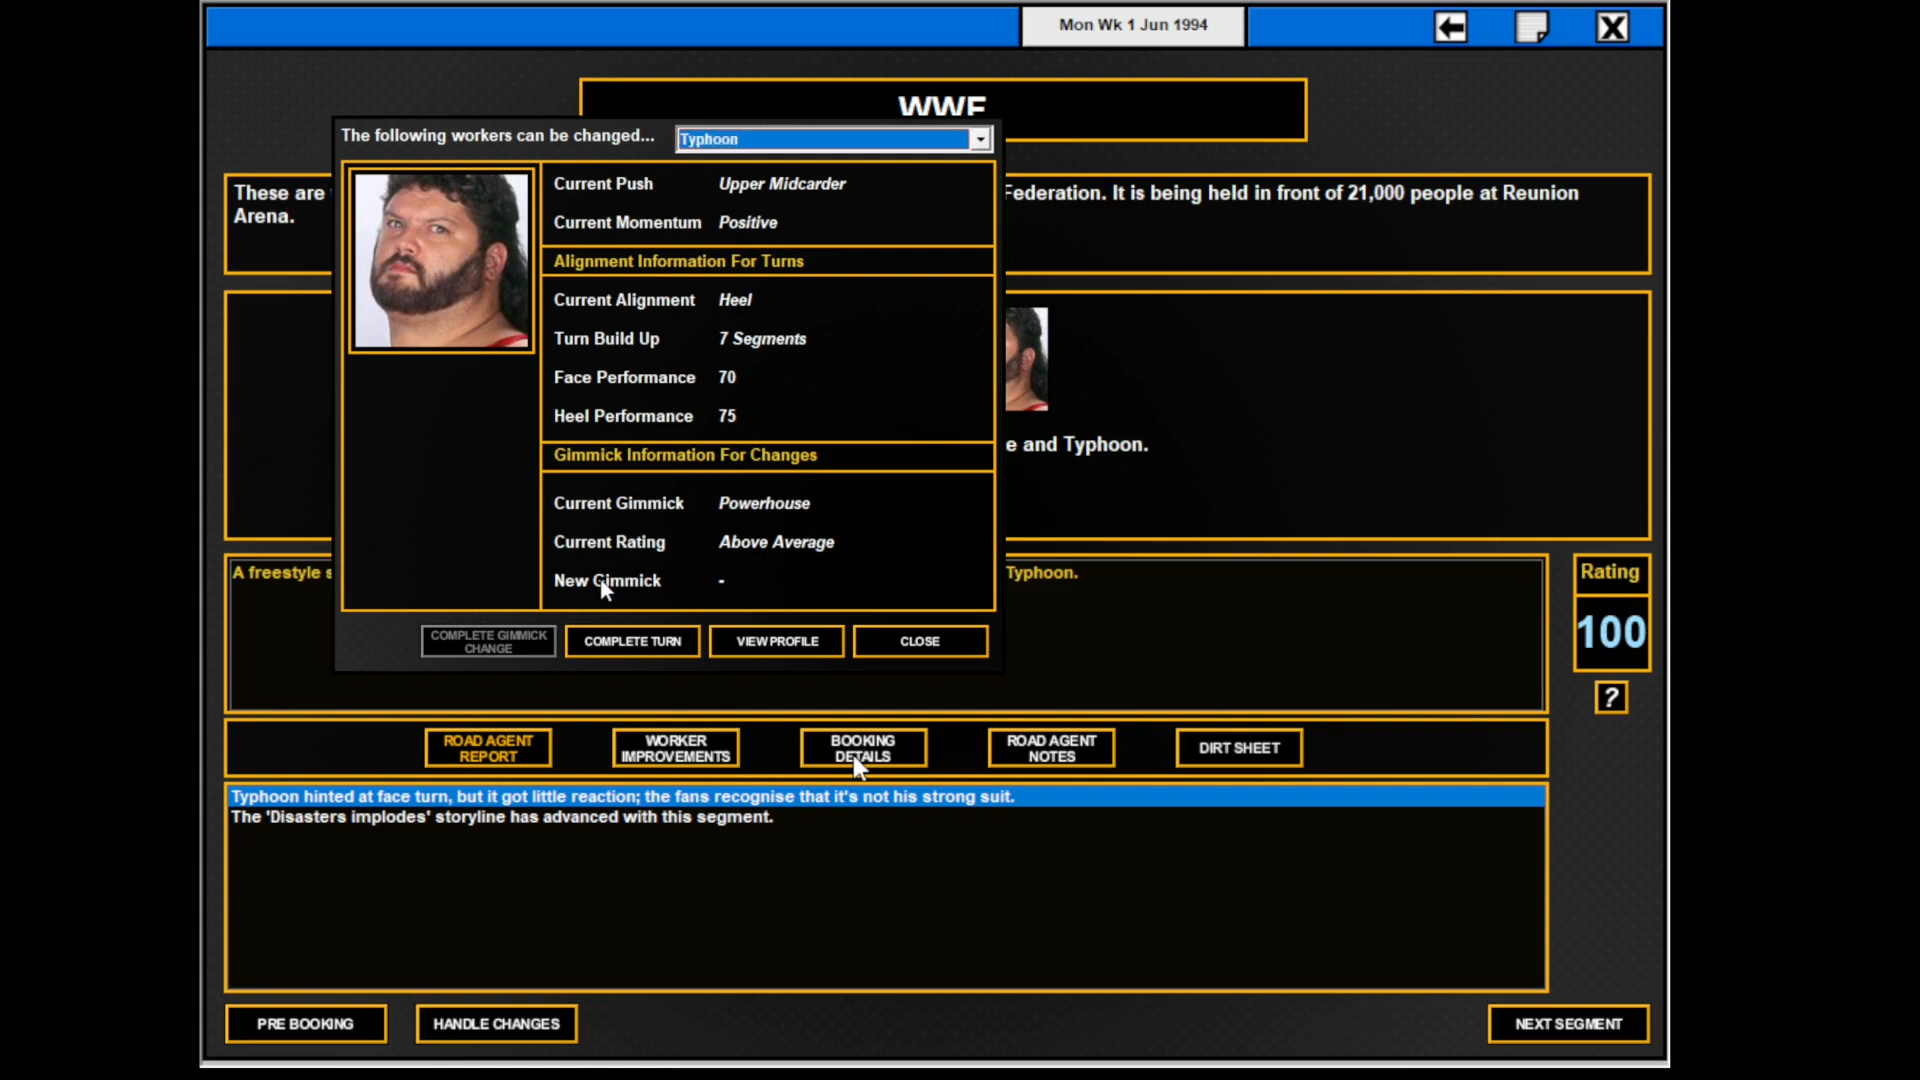 Mon Wk 1 Jun 1994
WWF
The following workers can be changed...
Typhoon
These are
Federation. It is being held in front of 21,000 people at Reunion
Arena.
Current Push Upper Midcarder
Current Momentum Positive
Alignment Information For Turns
Current Alignment Heel
Turn Build Up 7 Segments
Face Performance 70
Heel Performance 75
Gimmick Information For Changes
Current Gimmick Powerhouse
Current Rating Above Average
New Gimmick -
COMPLETE GIMMICK CHANGE
COMPLETE TURN
VIEW PROFILE
CLOSE
e and Typhoon.
A freestyle s
Typhoon.
Rating
100
?
ROAD AGENT REPORT
WORKER IMPROVEMENTS
BOOKING DETAILS
ROAD AGENT NOTES
DIRT SHEET
Typhoon hinted at face turn, but it got little reaction; the fans recognise that it's not his strong suit.
The 'Disasters implodes' storyline has advanced with this segment.
PRE BOOKING
HANDLE CHANGES
NEXT SEGMENT